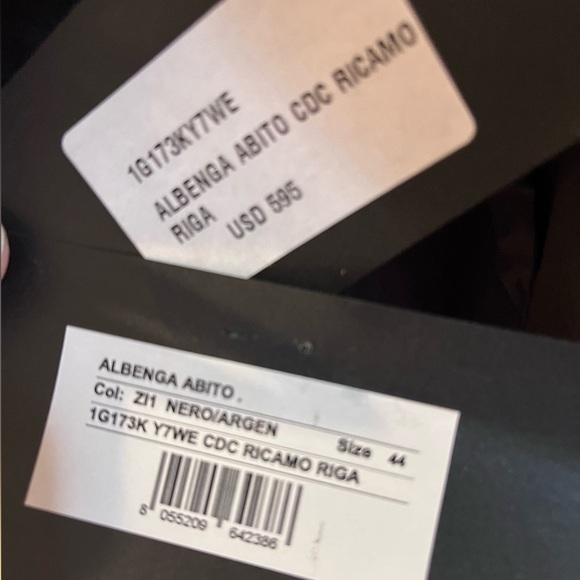 1G173KY7WE
ALBENGA ABITO CDC RICAMO
RIGA
USD 595
ALBENGA ABITO .
Col: ZI1 NERO/ARGEN
Size 44
1G173K Y7WE CDC RICAMO RIGA
8 055209 642386